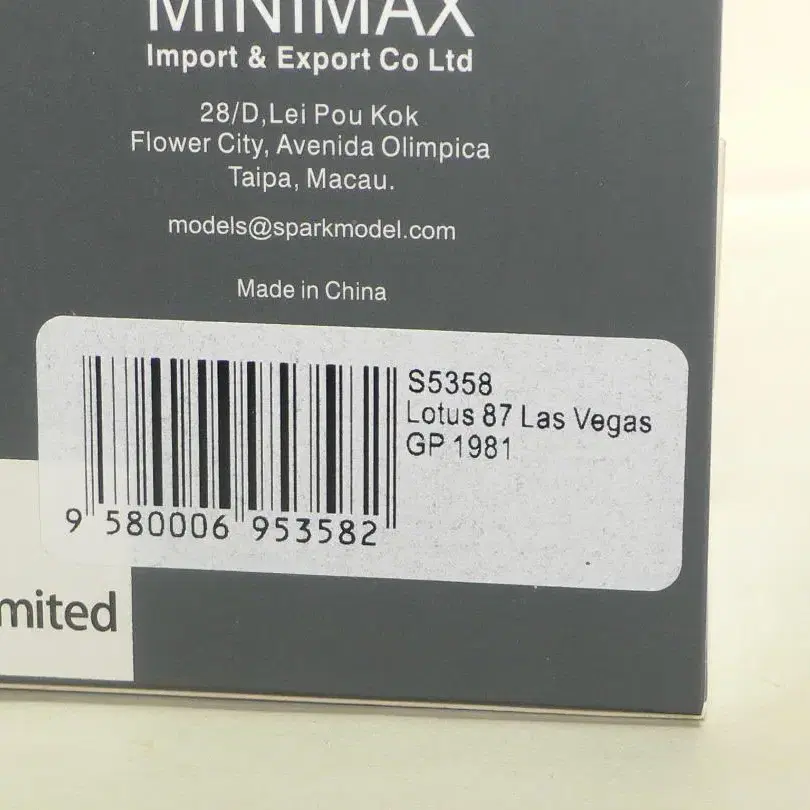 MINIMAX
Import & Export Co Ltd
28/D,Lei Pou Kok
Flower City, Avenida Olimpica
Taipa, Macau.
models@sparkmodel.com
Made in China
S5358
Lotus 87 Las Vegas
GP 1981
9 580006 953582
mited